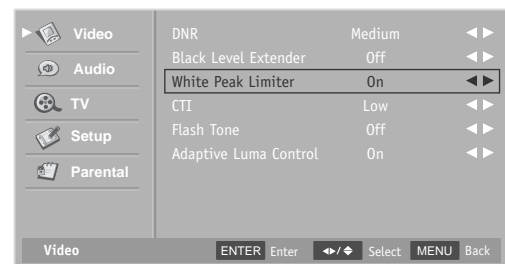 Video
Audio
TV
Setup
Parental
DNR Medium
Black Level Extender Off
White Peak Limiter On
CTI Low
Flash Tone Off
Adaptive Luma Control On
Video ENTER Enter / Select MENU Back